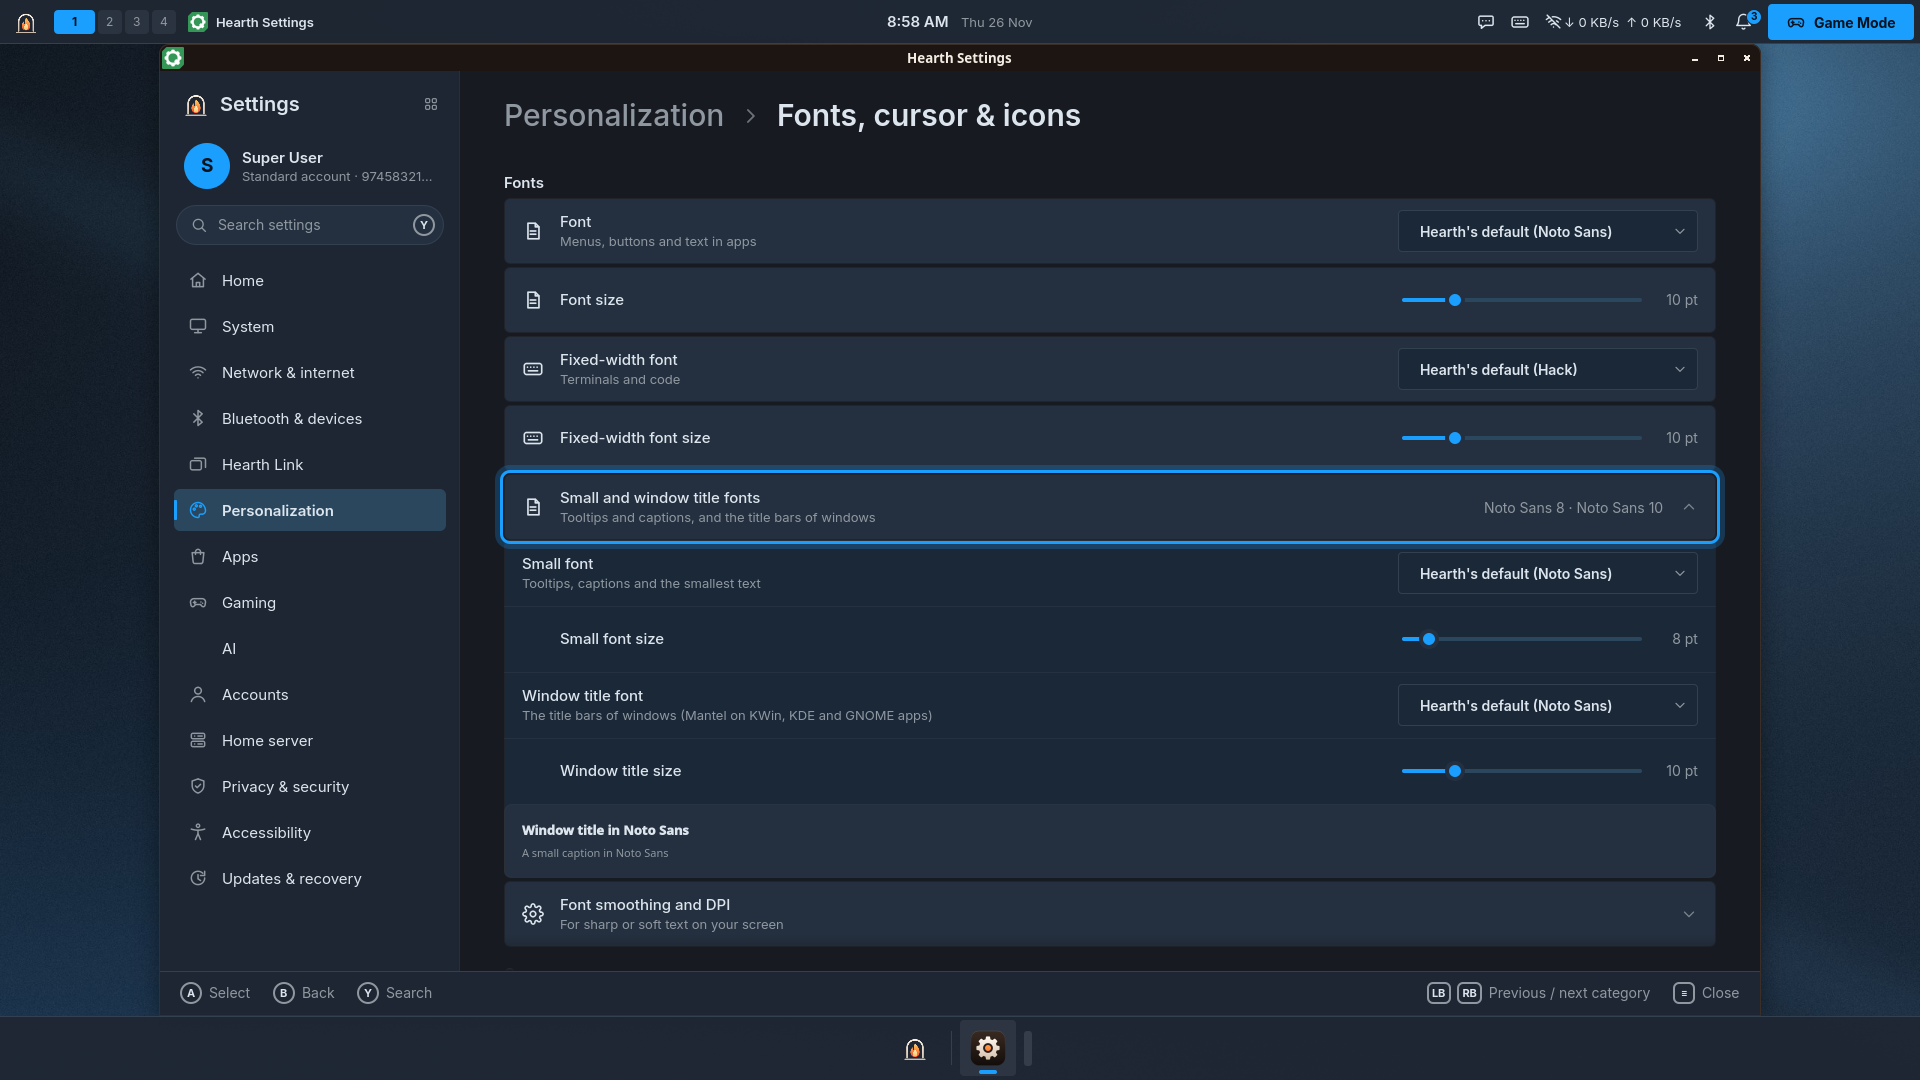 1 2 3 4 Hearth Settings
8:58 AM Thu 26 Nov
↓ 0 KB/s ↑ 0 KB/s
3
Game Mode
Hearth Settings
Settings
S
Super User
Standard account · 97458321...
Search settings Y
Home
System
Network & internet
Bluetooth & devices
Hearth Link
Personalization
Apps
Gaming
AI
Accounts
Home server
Privacy & security
Accessibility
Updates & recovery
Personalization > Fonts, cursor & icons
Fonts
Font
Menus, buttons and text in apps
Hearth's default (Noto Sans)
Font size
10 pt
Fixed-width font
Terminals and code
Hearth's default (Hack)
Fixed-width font size
10 pt
Small and window title fonts
Tooltips and captions, and the title bars of windows
Noto Sans 8 · Noto Sans 10
Small font
Tooltips, captions and the smallest text
Hearth's default (Noto Sans)
Small font size
8 pt
Window title font
The title bars of windows (Mantel on KWin, KDE and GNOME apps)
Hearth's default (Noto Sans)
Window title size
10 pt
Window title in Noto Sans
A small caption in Noto Sans
Font smoothing and DPI
For sharp or soft text on your screen
A Select B Back Y Search
LB RB Previous / next category ≡ Close